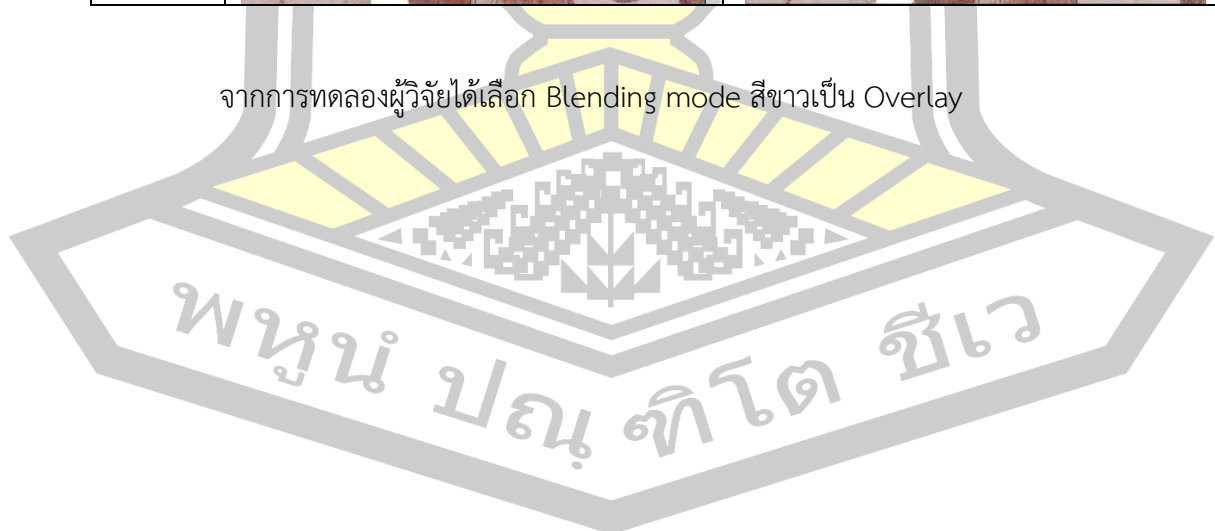 จากการทดลองผู้วิจัยได้เลือก Blending mode สีขาวเป็น Overlay
พหูนํ ปณฺฑิโต ชีเว